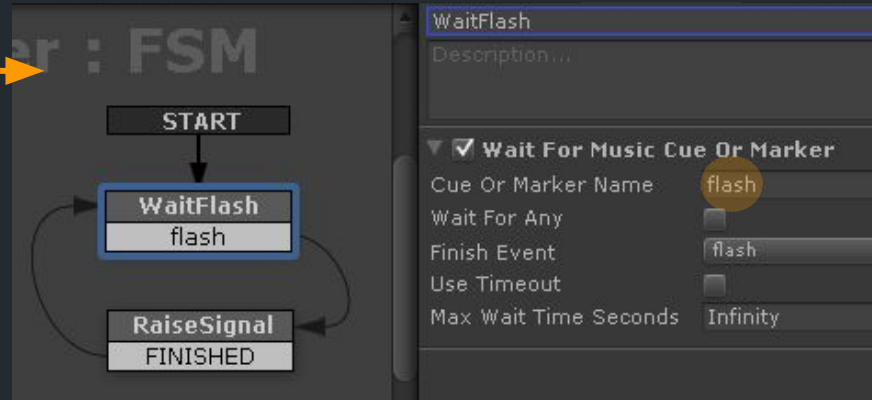 er : FSM
START
WaitFlash
flash
RaiseSignal
FINISHED
WaitFlash
Description...
Wait For Music Cue Or Marker
Cue Or Marker Name flash
Wait For Any
Finish Event flash
Use Timeout
Max Wait Time Seconds Infinity